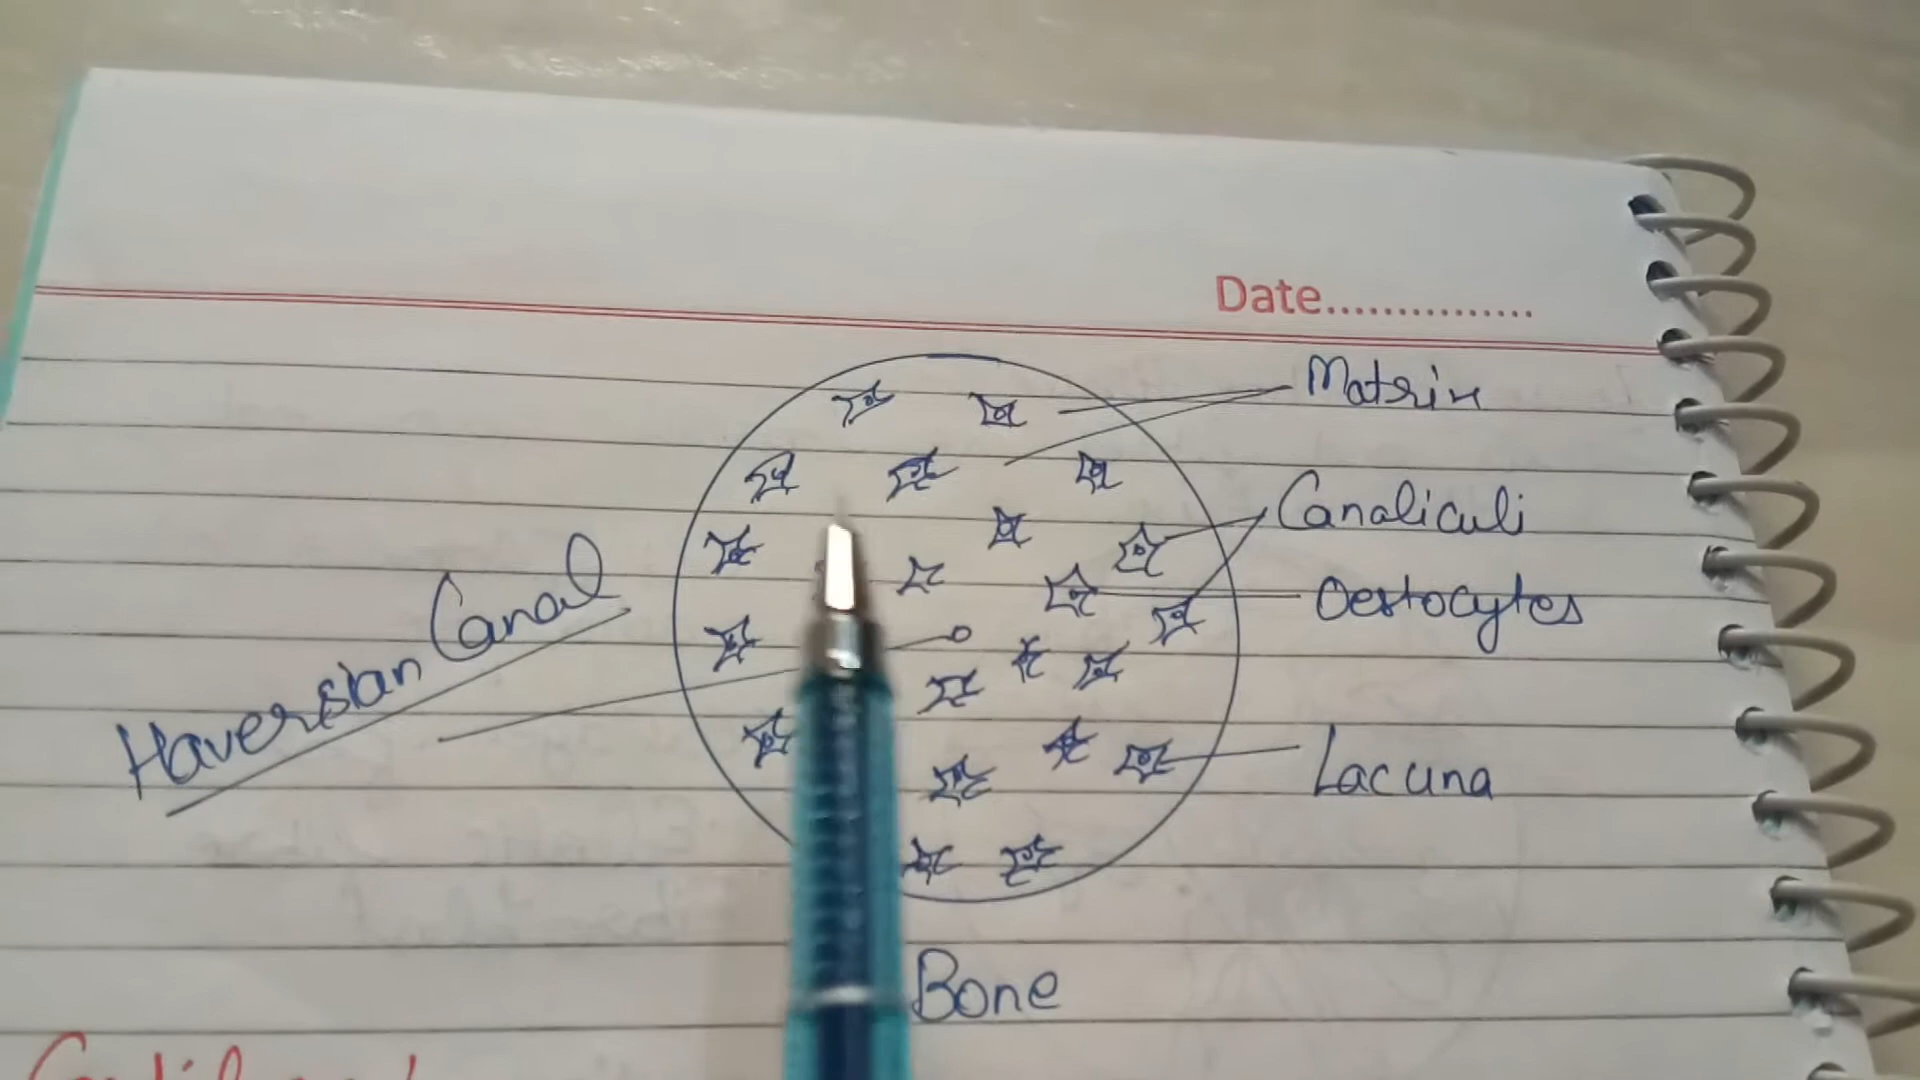 Date...............
Matrix
Canaliculi
Oestocytes
Haversian Canal
Lacuna
Bone